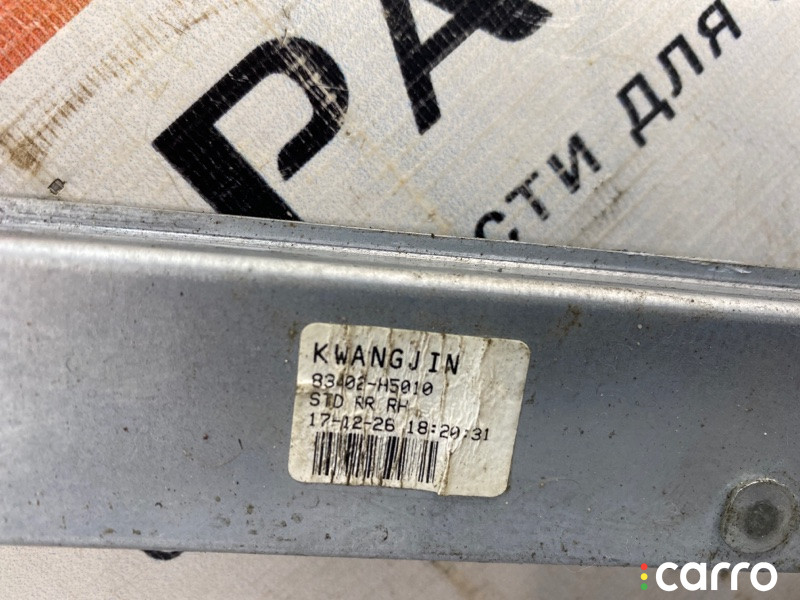 РА
СТИ ДЛЯ
KWANGJIN
83402-H5010
STD RR RH
17-12-26 18:20:31
carro